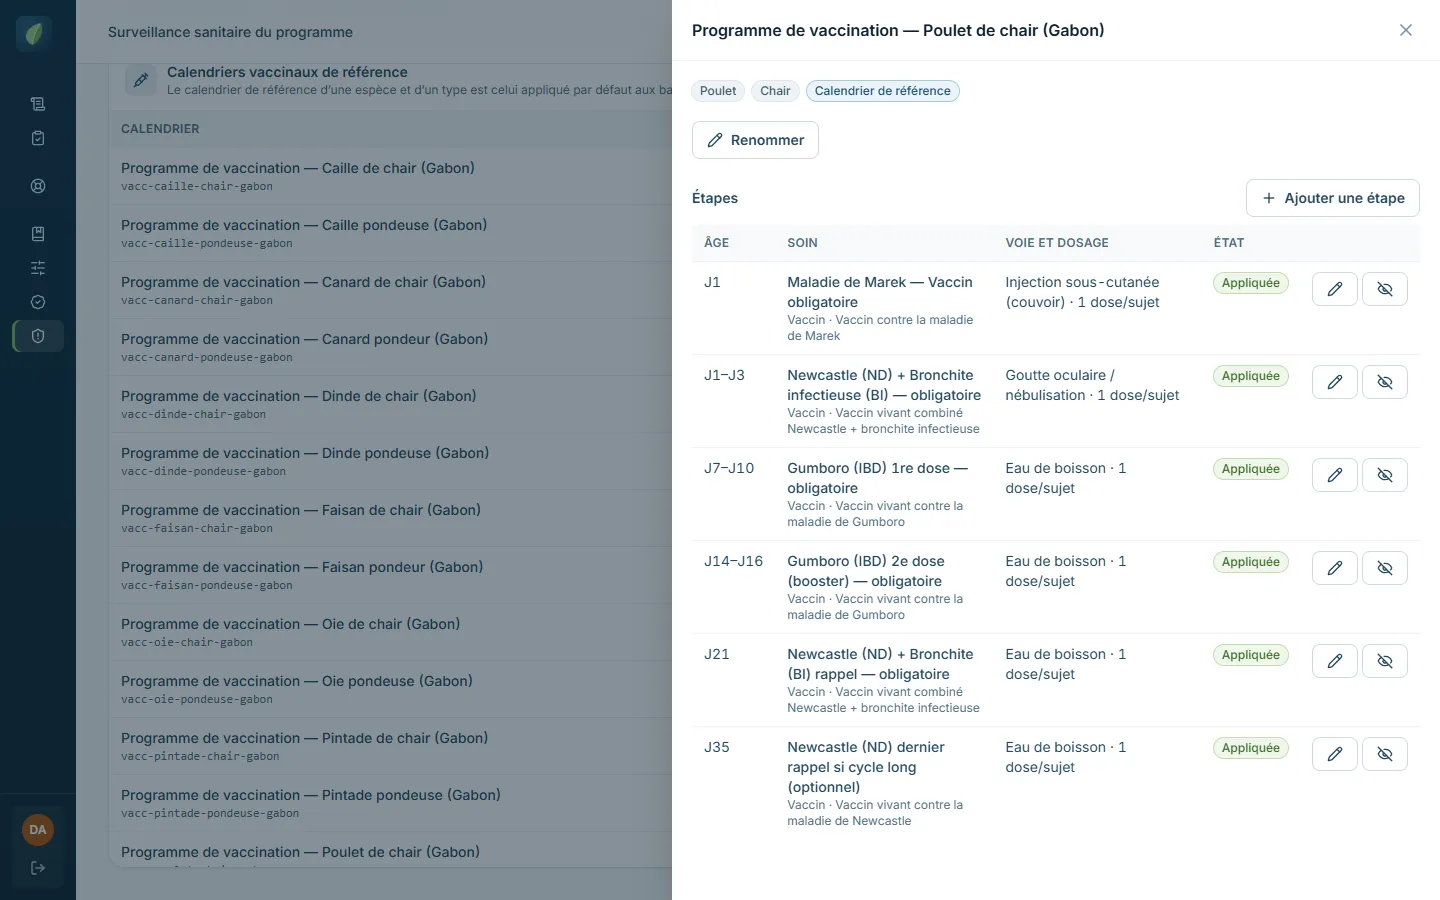 Surveillance sanitaire du programme
Calendriers vaccinaux de référence
Le calendrier de référence d'une espèce et d'un type est celui appliqué par défaut aux ba
CALENDRIER
Programme de vaccination — Caille de chair (Gabon)
vacc-caille-chair-gabon
Programme de vaccination — Caille pondeuse (Gabon)
vacc-caille-pondeuse-gabon
Programme de vaccination — Canard de chair (Gabon)
vacc-canard-chair-gabon
Programme de vaccination — Canard pondeur (Gabon)
vacc-canard-pondeuse-gabon
Programme de vaccination — Dinde de chair (Gabon)
vacc-dinde-chair-gabon
Programme de vaccination — Dinde pondeuse (Gabon)
vacc-dinde-pondeuse-gabon
Programme de vaccination — Faisan de chair (Gabon)
vacc-faisan-chair-gabon
Programme de vaccination — Faisan pondeur (Gabon)
vacc-faisan-pondeuse-gabon
Programme de vaccination — Oie de chair (Gabon)
vacc-oie-chair-gabon
Programme de vaccination — Oie pondeuse (Gabon)
vacc-oie-pondeuse-gabon
Programme de vaccination — Pintade de chair (Gabon)
vacc-pintade-chair-gabon
Programme de vaccination — Pintade pondeuse (Gabon)
vacc-pintade-pondeuse-gabon
Programme de vaccination — Poulet de chair (Gabon)
DA
Programme de vaccination — Poulet de chair (Gabon)
Poulet Chair Calendrier de référence
Renommer
Étapes
Ajouter une étape
ÂGE SOIN VOIE ET DOSAGE ÉTAT
J1
Maladie de Marek — Vaccin
obligatoire
Vaccin · Vaccin contre la maladie
de Marek
Injection sous-cutanée
(couvoir) · 1 dose/sujet
Appliquée
J1–J3
Newcastle (ND) + Bronchite
infectieuse (BI) — obligatoire
Vaccin · Vaccin vivant combiné
Newcastle + bronchite infectieuse
Goutte oculaire /
nébulisation · 1 dose/sujet
Appliquée
J7–J10
Gumboro (IBD) 1re dose —
obligatoire
Vaccin · Vaccin vivant contre la
maladie de Gumboro
Eau de boisson · 1
dose/sujet
Appliquée
J14–J16
Gumboro (IBD) 2e dose
(booster) — obligatoire
Vaccin · Vaccin vivant contre la
maladie de Gumboro
Eau de boisson · 1
dose/sujet
Appliquée
J21
Newcastle (ND) + Bronchite
(BI) rappel — obligatoire
Vaccin · Vaccin vivant combiné
Newcastle + bronchite infectieuse
Eau de boisson · 1
dose/sujet
Appliquée
J35
Newcastle (ND) dernier
rappel si cycle long
(optionnel)
Vaccin · Vaccin vivant contre la
maladie de Newcastle
Eau de boisson · 1
dose/sujet
Appliquée